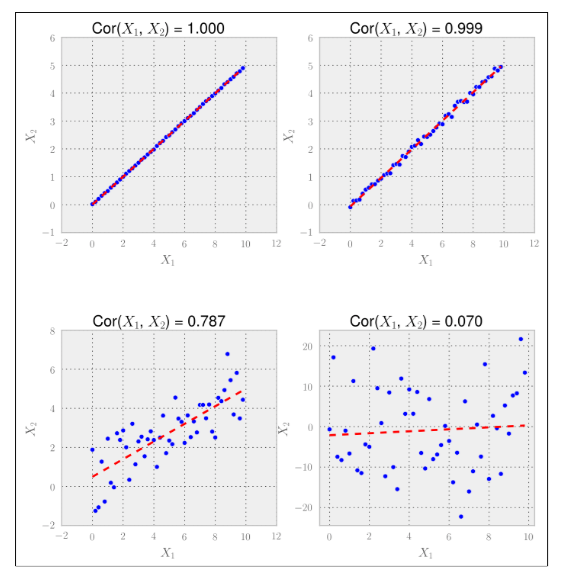 Cor(X₁, X₂) = 1.000
6
5
4
3
2
1
0
−1
X₂
−2 0 2 4 6 8 10 12
X₁
Cor(X₁, X₂) = 0.999
6
5
4
3
2
1
0
−1
X₂
−2 0 2 4 6 8 10 12
X₁
Cor(X₁, X₂) = 0.787
8
6
4
2
0
−2
X₂
−2 0 2 4 6 8 10 12
X₁
Cor(X₁, X₂) = 0.070
20
10
0
−10
−20
X₂
0 2 4 6 8 10
X₁